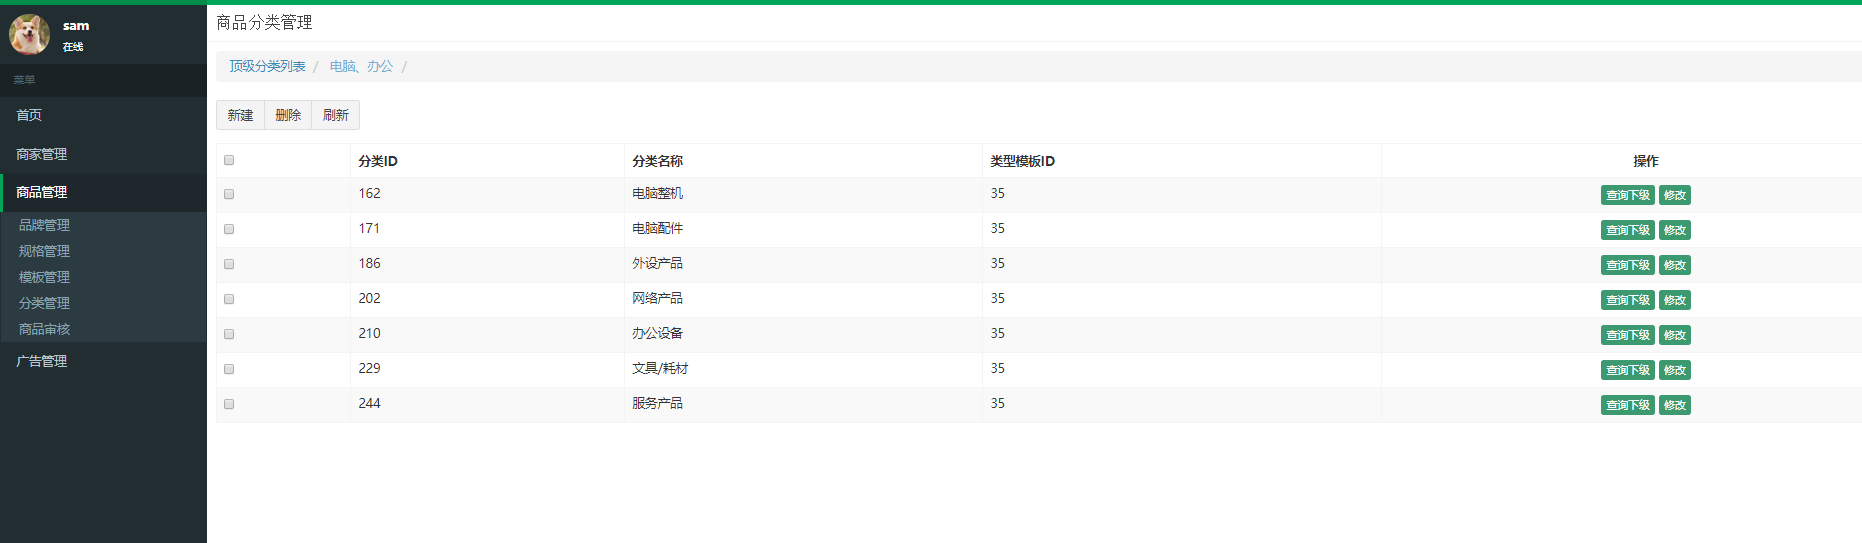 sam
在线
菜单
首页
商家管理
商品管理
品牌管理
规格管理
模板管理
分类管理
商品审核
广告管理
商品分类管理
顶级分类列表 / 电脑、办公 /
新建 删除 刷新
分类ID 分类名称 类型模板ID 操作
162 电脑整机 35 查询下级 修改
171 电脑配件 35 查询下级 修改
186 外设产品 35 查询下级 修改
202 网络产品 35 查询下级 修改
210 办公设备 35 查询下级 修改
229 文具/耗材 35 查询下级 修改
244 服务产品 35 查询下级 修改